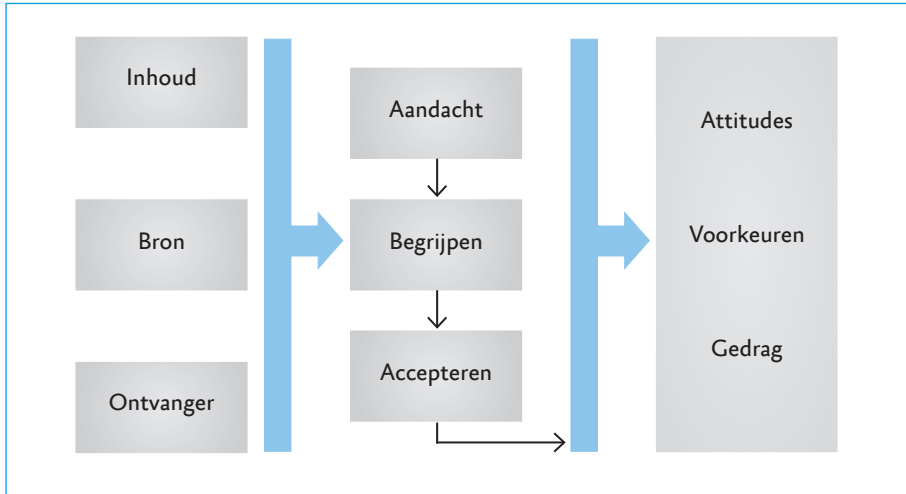 Inhoud
Bron
Ontvanger
Aandacht
Begrijpen
Accepteren
Attitudes
Voorkeuren
Gedrag